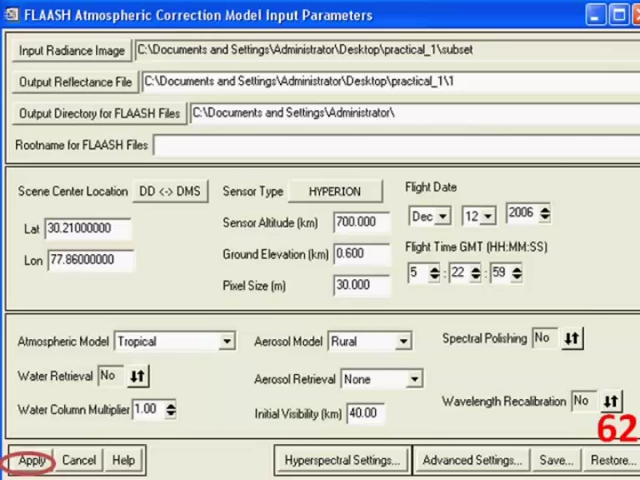 FLAASH Atmospheric Correction Model Input Parameters
Input Radiance Image C:\Documents and Settings\Administrator\Desktop\practical_1\subset
Output Reflectance File C:\Documents and Settings\Administrator\Desktop\practical_1\1
Output Directory for FLAASH Files C:\Documents and Settings\Administrator\
Rootname for FLAASH Files
Scene Center Location DD <-> DMS Sensor Type HYPERION Flight Date
Lat 30.21000000 Sensor Altitude (km) 700.000 Dec 12 2006
Lon 77.86000000 Ground Elevation (km) 0.600 Flight Time GMT (HH:MM:SS)
Pixel Size (m) 30.000 5 : 22 : 59
Atmospheric Model Tropical Aerosol Model Rural Spectral Polishing No
Water Retrieval No Aerosol Retrieval None
Water Column Multiplier 1.00 Initial Visibility (km) 40.00 Wavelength Recalibration No
62
Apply Cancel Help Hyperspectral Settings... Advanced Settings... Save... Restore...